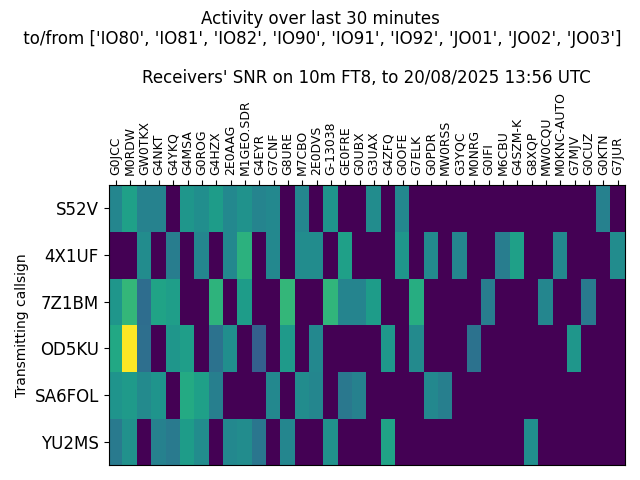 Activity over last 30 minutes
to/from ['IO80', 'IO81', 'IO82', 'IO90', 'IO91', 'IO92', 'JO01', 'JO02', 'JO03']
Receivers' SNR on 10m FT8, to 20/08/2025 13:56 UTC
G0JCC
M0RDW
GW0TKX
G4NKT
G4YKQ
G4MSA
G0ROG
G4HZX
2E0AAG
M1GEO.SDR
G4EYR
G7CNF
G8URE
M7CBO
2E0DVS
G-13038
GE0FRE
G0UBX
G3UAX
G4ZFQ
G0OFE
G7ELK
G0PDR
MW0RSS
G3YQC
M0NRG
G0IFI
M6CBU
G4SZM-K
G8XQP
MW0CQU
M0KNC-AUTO
G7MJV
G0CUZ
G0KTN
G7JUR
Transmitting callsign
S52V
4X1UF
7Z1BM
OD5KU
SA6FOL
YU2MS